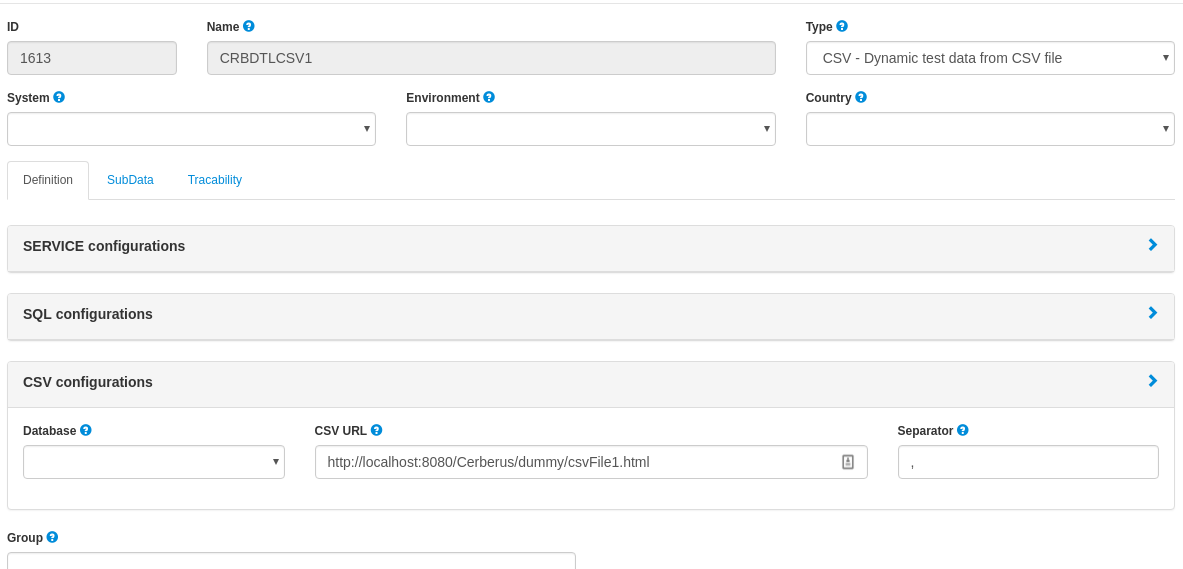 ID Name Type
1613 CRBDTLCSV1 CSV - Dynamic test data from CSV file
System Environment Country
Definition SubData Tracability
SERVICE configurations
SQL configurations
CSV configurations
Database CSV URL Separator
http://localhost:8080/Cerberus/dummy/csvFile1.html ,
Group